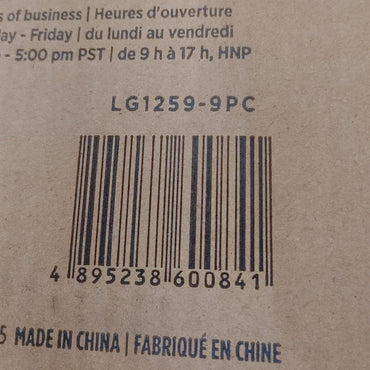 of business | Heures d'ouverture
- Friday | du lundi au vendredi
- 5:00 pm PST | de 9 h à 17 h, HNP
LG1259-9PC
4 895238 600841
5 MADE IN CHINA | FABRIQUÉ EN CHINE